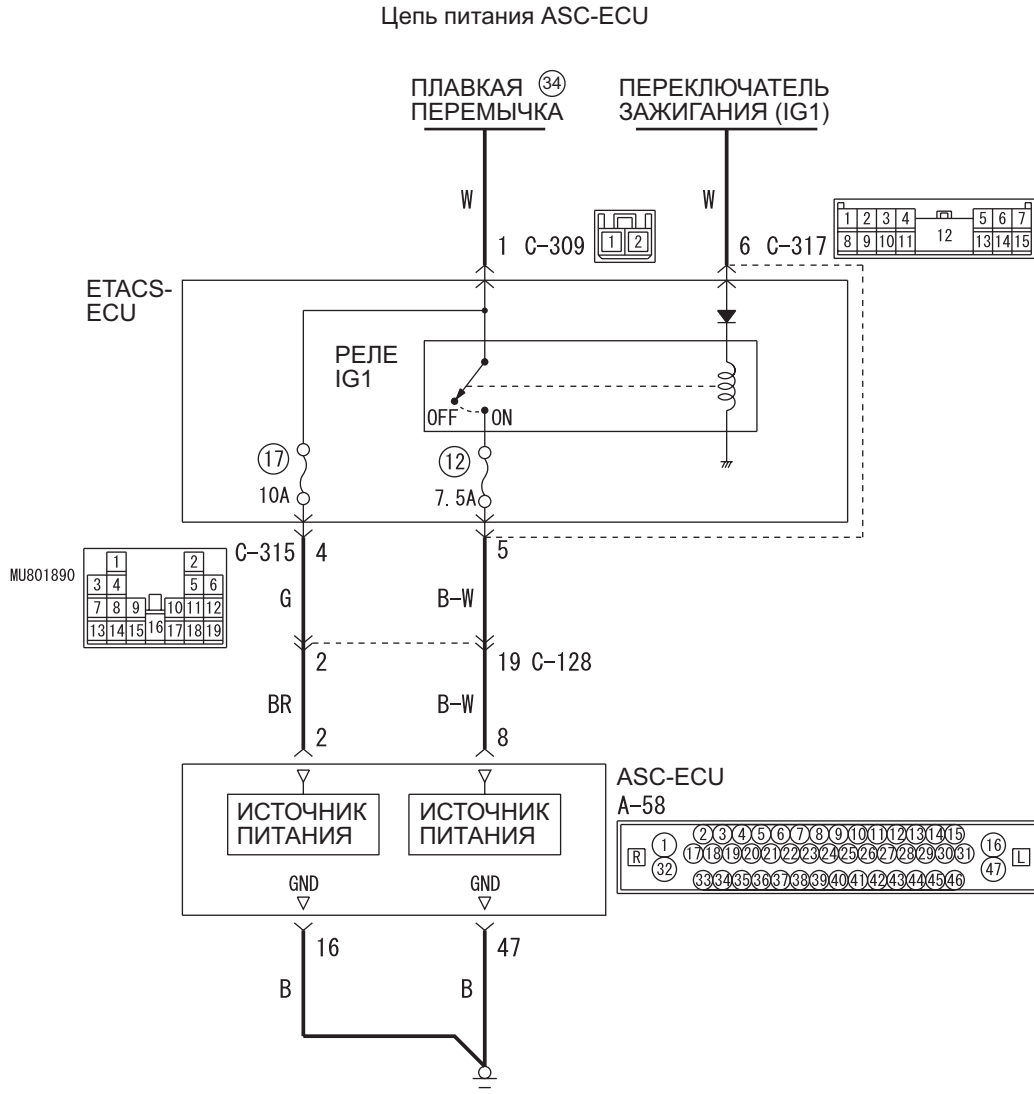 Цепь питания ASC-ECU
ПЛАВКАЯ 34
ПЕРЕМЫЧКА
ПЕРЕКЛЮЧАТЕЛЬ
ЗАЖИГАНИЯ (IG1)
W
W
1 C-309
1 2
6 C-317
1 2 3 4 5 6 7
8 9 10 11 12 13 14 15
ETACS-
ECU
РЕЛЕ
IG1
OFF ON
17
10A
12
7.5A
C-315 4
5
MU801890
1 2
3 4 5 6
7 8 9 10 11 12
13 14 15 16 17 18 19
G
B-W
2
19 C-128
BR
B-W
2
8
ИСТОЧНИК
ПИТАНИЯ
ИСТОЧНИК
ПИТАНИЯ
GND
GND
ASC-ECU
A-58
R
1
32
2 3 4 5 6 7 8 9 10 11 12 13 14 15
17 18 19 20 21 22 23 24 25 26 27 28 29 30 31
33 34 35 36 37 38 39 40 41 42 43 44 45 46
16
47
L
16
47
B
B